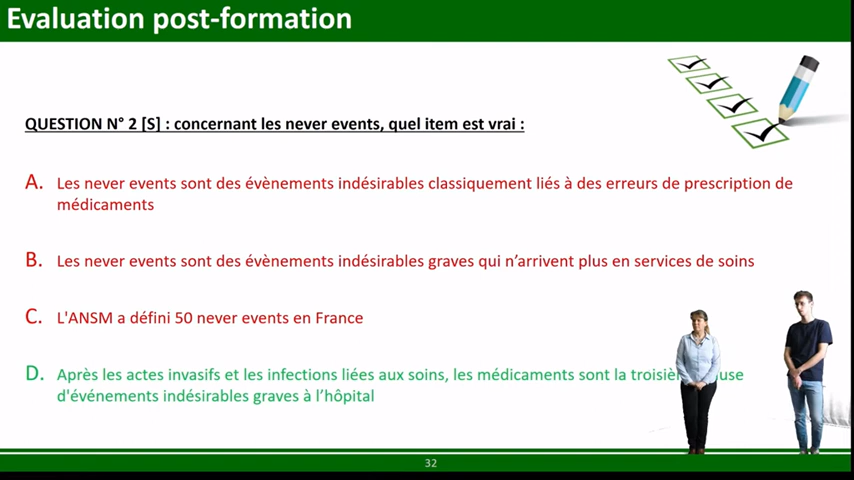 Evaluation post-formation
QUESTION N° 2 [S] : concernant les never events, quel item est vrai :
A. Les never events sont des évènements indésirables classiquement liés à des erreurs de prescription de
médicaments
B. Les never events sont des évènements indésirables graves qui n’arrivent plus en services de soins
C. L'ANSM a défini 50 never events en France
D. Après les actes invasifs et les infections liées aux soins, les médicaments sont la
d'événements indésirables graves à l’hôpital
32